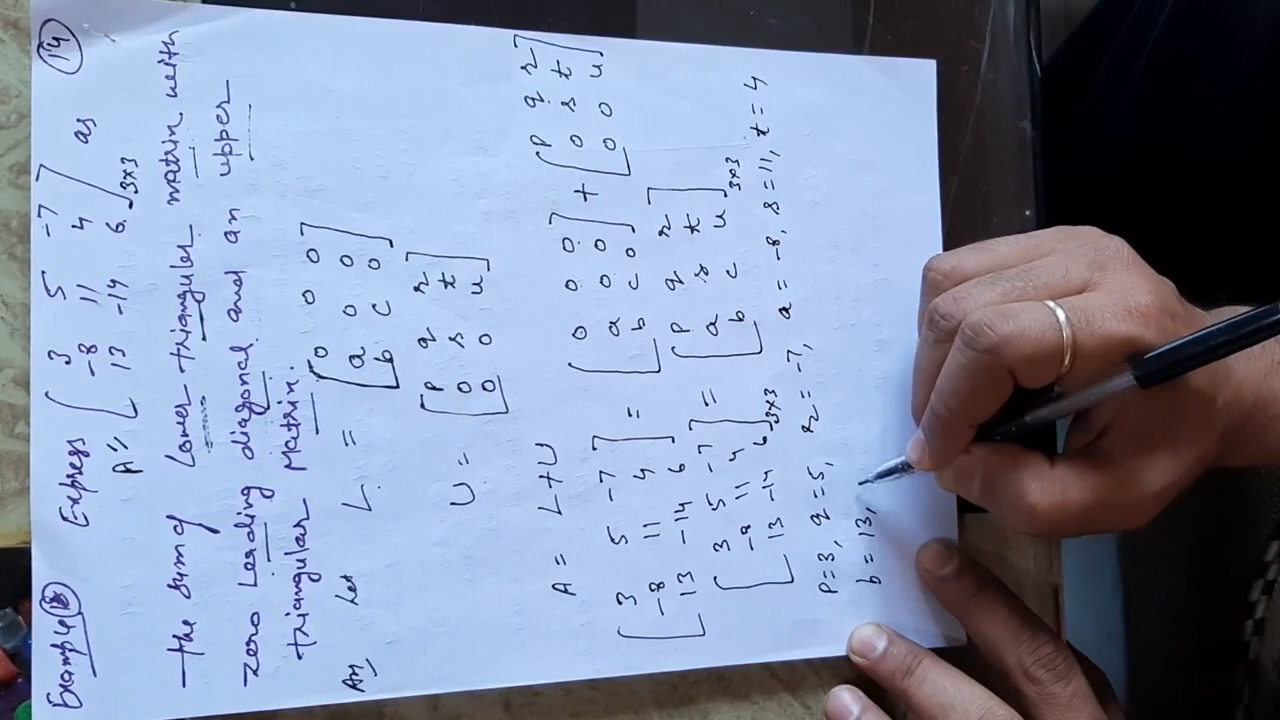 Example
Express A = [ 3 5 -7 as (14)
-8 11 4
13 -14 6 ]3×3
the sum of Lower triangular matrix with
zero Leading diagonal and an upper
triangular Matrix.
An Let L = [ 0 0 0
a 0 0
b c 0 ]
U = [ p q r
0 s t
0 0 u ]
A = L+U
[ 3 5 -7 = [ 0 0 0 + [ p q r
-8 11 4 a 0 0 0 s t
13 -14 6 ] b c 0 ] 0 0 u ]
[ 3 5 -7 = [ p q r
-8 11 4 a s t
13 -14 6 ]3×3 b c u ]3×3
p=3, q=5, r=-7, a=-8, s=11, t=4
b=13,